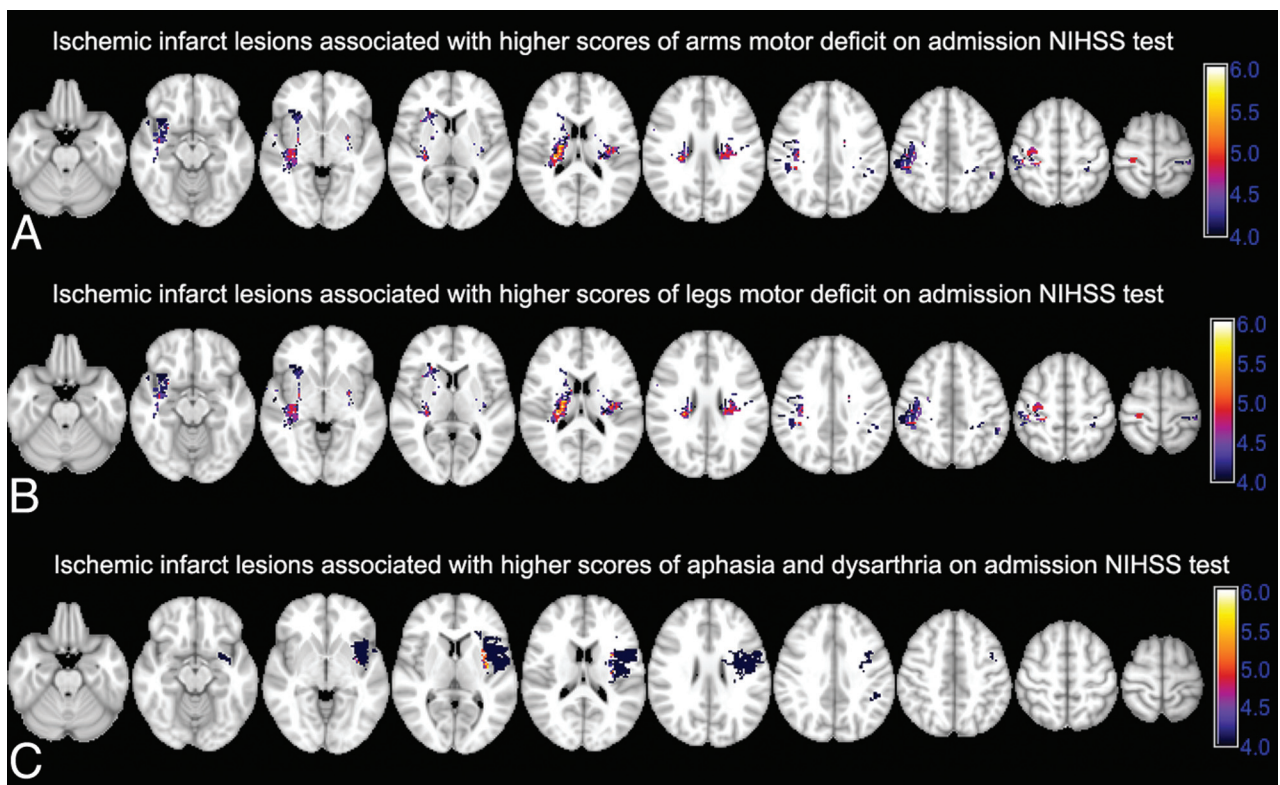 Ischemic infarct lesions associated with higher scores of arms motor deficit on admission NIHSS test
6.0
5.5
5.0
4.5
4.0
A
Ischemic infarct lesions associated with higher scores of legs motor deficit on admission NIHSS test
6.0
5.5
5.0
4.5
4.0
B
Ischemic infarct lesions associated with higher scores of aphasia and dysarthria on admission NIHSS test
6.0
5.5
5.0
4.5
4.0
C